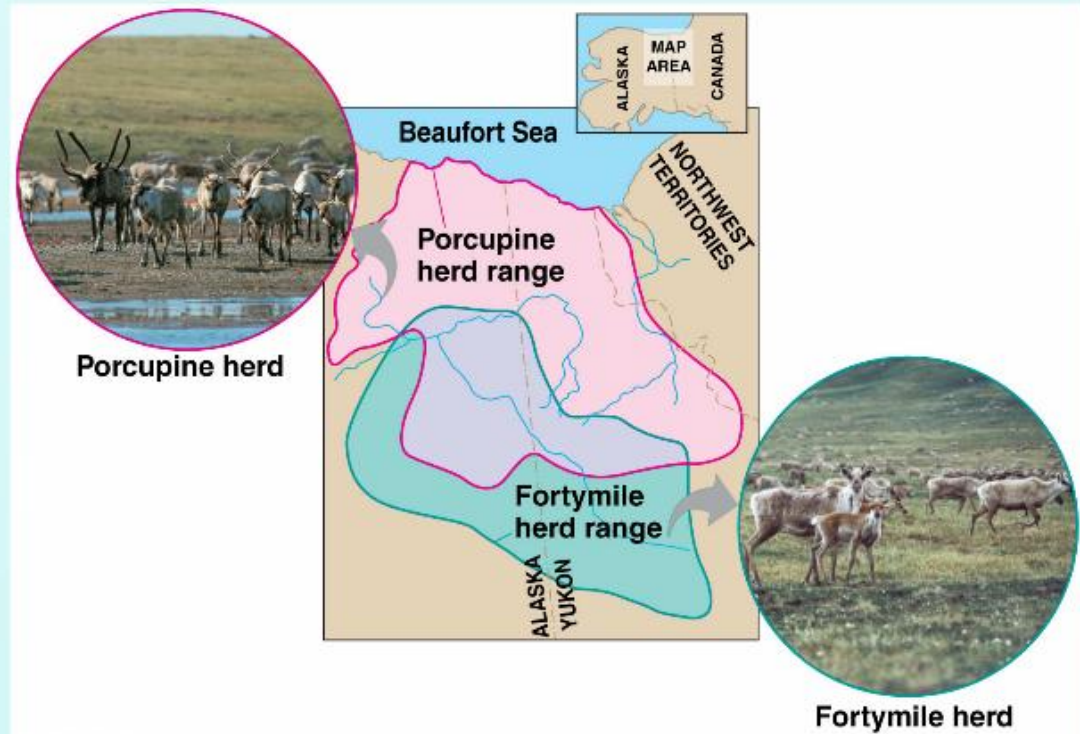 MAP
AREA
ALASKA
CANADA
Beaufort Sea
NORTHWEST
TERRITORIES
Porcupine
herd range
Porcupine herd
Fortymile
herd range
ALASKA
YUKON
Fortymile herd